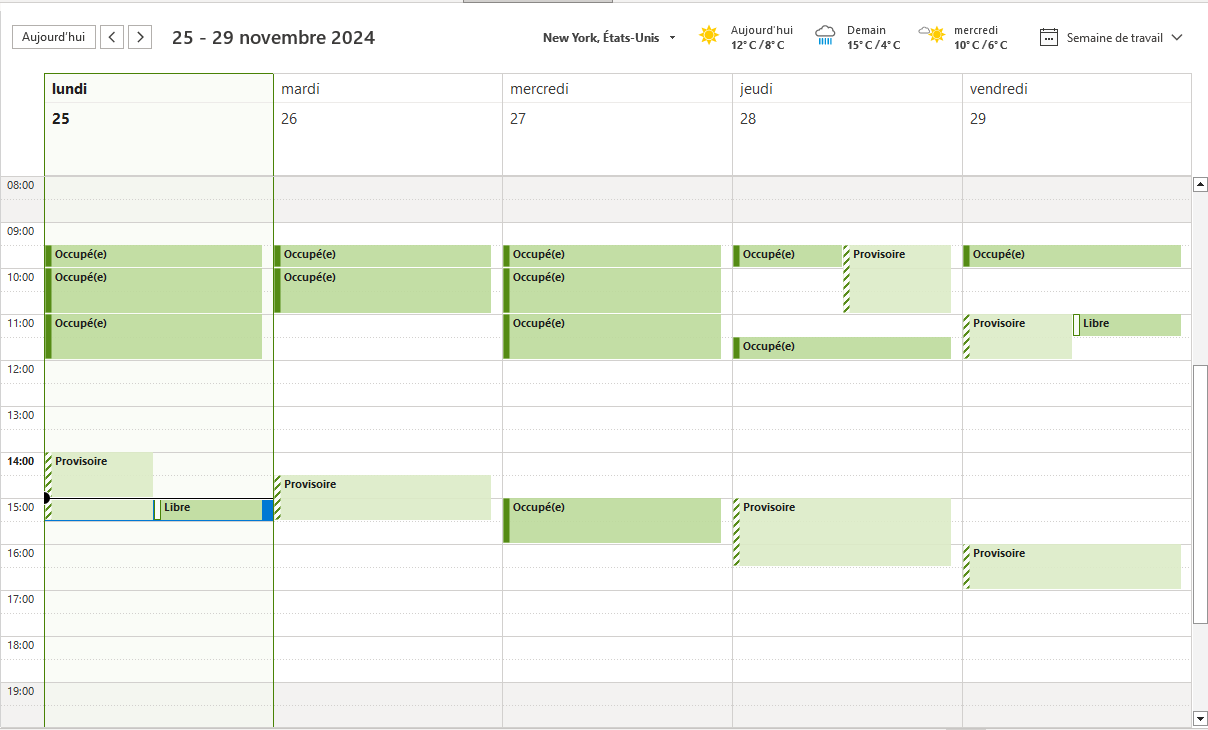 Aujourd'hui
25 - 29 novembre 2024
New York, États-Unis
Aujourd'hui
12°C/8°C
Demain
15°C/4°C
mercredi
10°C/6°C
Semaine de travail
lundi
mardi
mercredi
jeudi
vendredi
25
26
27
28
29
08:00
09:00
Occupé(e)
Occupé(e)
Occupé(e)
Occupé(e)
Provisoire
Occupé(e)
10:00
Occupé(e)
Occupé(e)
Occupé(e)
11:00
Occupé(e)
Occupé(e)
Provisoire
Libre
Occupé(e)
12:00
13:00
14:00
Provisoire
Provisoire
15:00
Libre
Occupé(e)
Provisoire
16:00
Provisoire
17:00
18:00
19:00